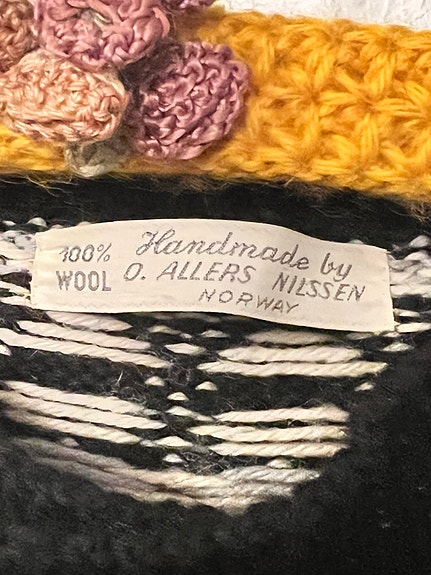 100% Handmade by
WOOL O. ALLERS NILSSEN
NORWAY